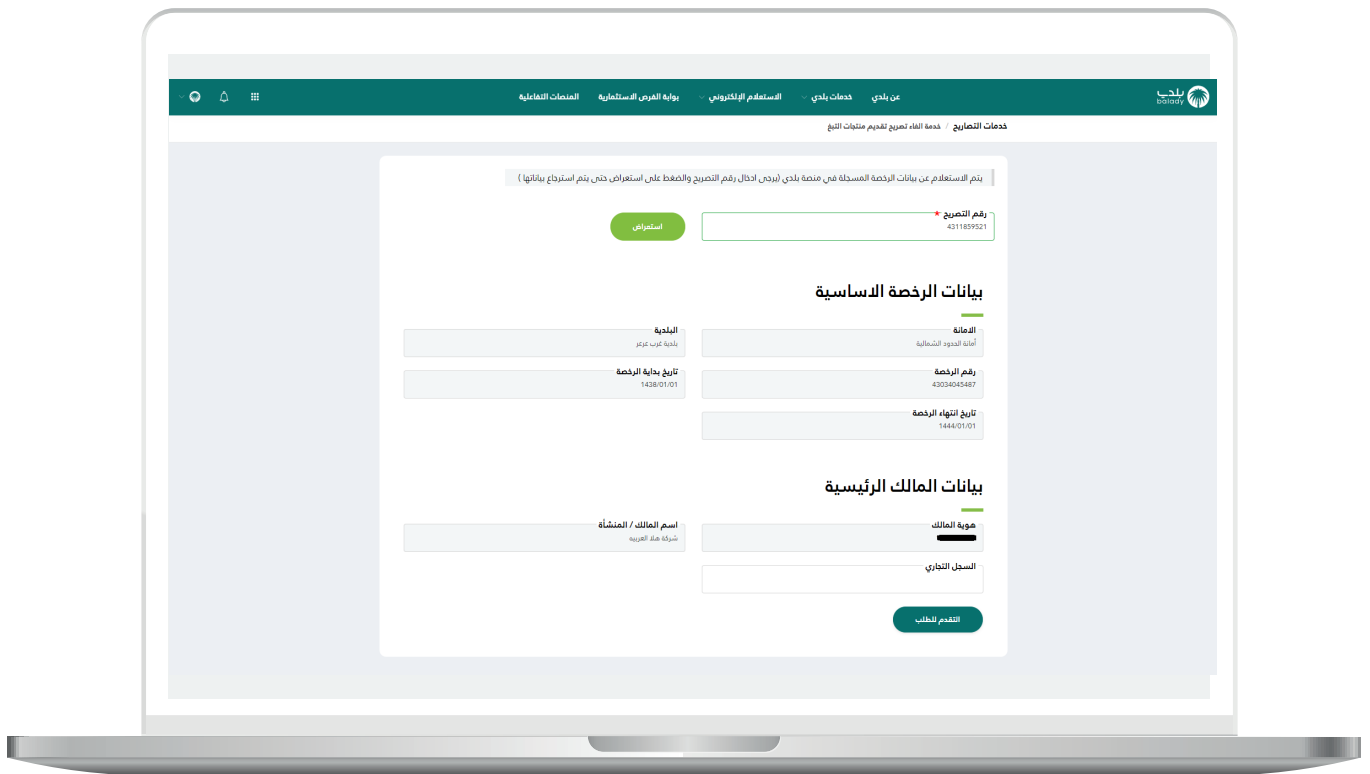 بلدي
balady
عن بلدي
خدمات بلدي
الاستعلام الإلكتروني
بوابة الفرص الاستثمارية
المنصات التفاعلية
خدمات التصاريح / خدمة الغاء تصريح تقديم منتجات التبغ
يتم الاستعلام عن بيانات الرخصة المسجلة في منصة بلدي (يرجى ادخال رقم التصريح والضغط على استعراض حتى يتم استرجاع بياناتها )
رقم التصريح *
4311859521
استعراض
بيانات الرخصة الاساسية
الامانة
أمانة الحدود الشمالية
البلدية
بلدية غرب عرعر
رقم الرخصة
43034045487
تاريخ بداية الرخصة
1438/01/01
تاريخ انتهاء الرخصة
1444/01/01
بيانات المالك الرئيسية
هوية المالك
اسم المالك / المنشأة
شركة هلا العربيه
السجل التجاري
التقدم للطلب